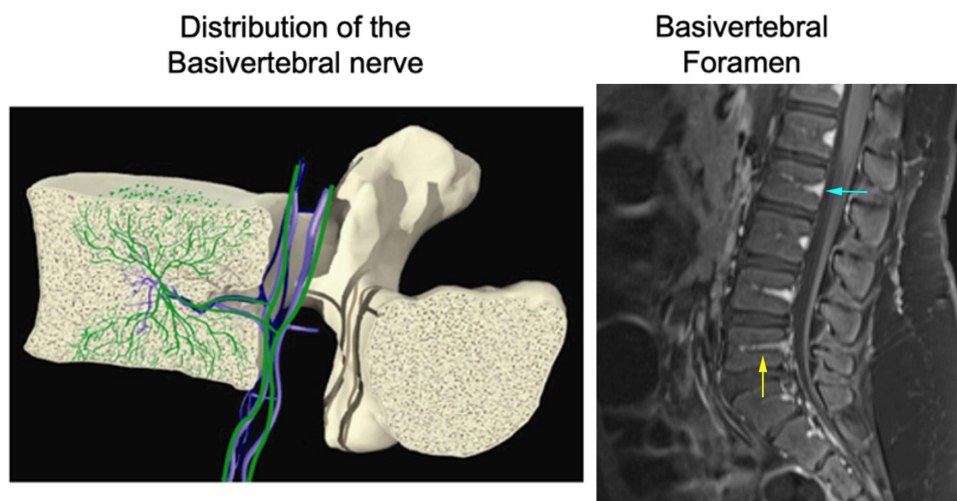 Distribution of the
Basivertebral nerve
Basivertebral
Foramen